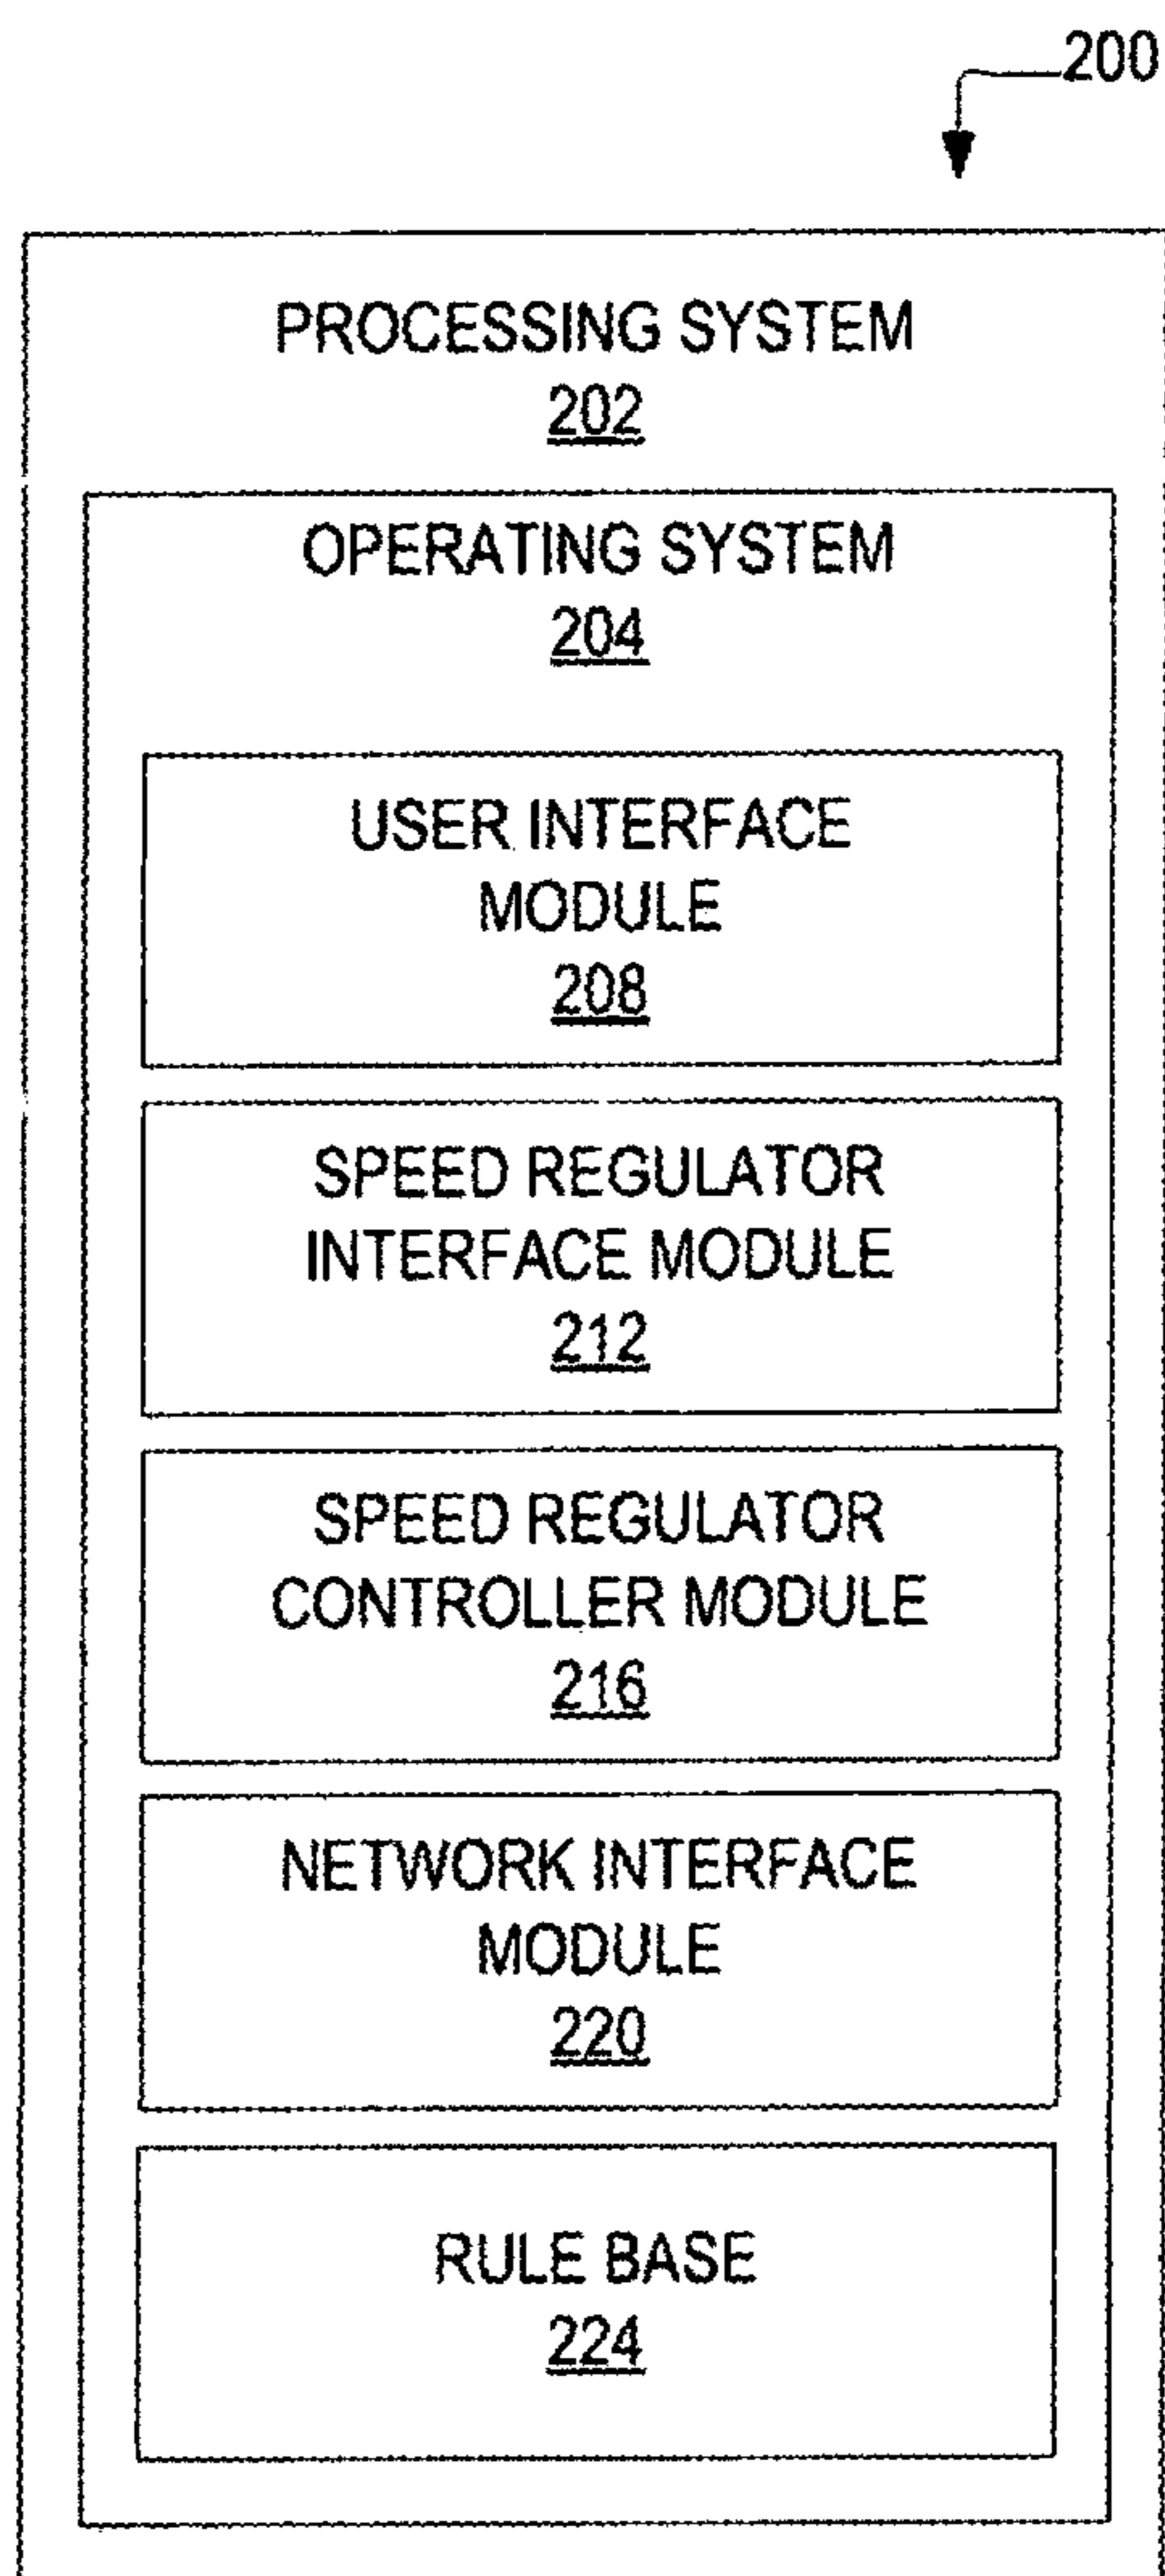 200
PROCESSING SYSTEM
202
OPERATING SYSTEM
204
USER INTERFACE
MODULE
208
SPEED REGULATOR
INTERFACE MODULE
212
SPEED REGULATOR
CONTROLLER MODULE
216
NETWORK INTERFACE
MODULE
220
RULE BASE
224